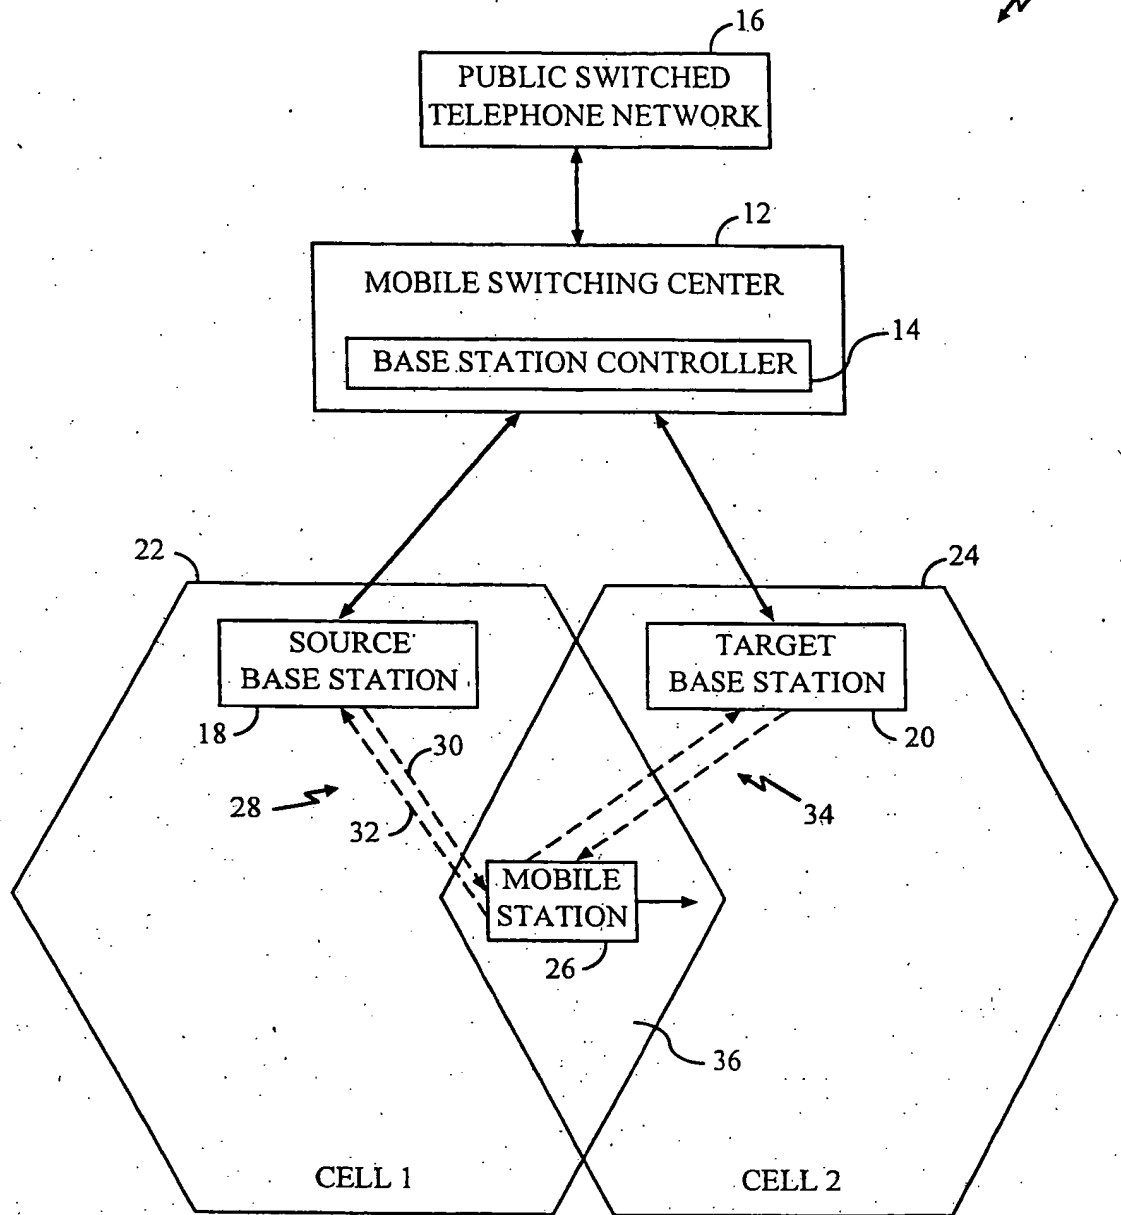 16
PUBLIC SWITCHED
TELEPHONE NETWORK
12
MOBILE SWITCHING CENTER
14
BASE STATION CONTROLLER
22
24
SOURCE
BASE STATION
TARGET
BASE STATION
18
30
20
28
32
34
MOBILE
STATION
26
36
CELL 1
CELL 2